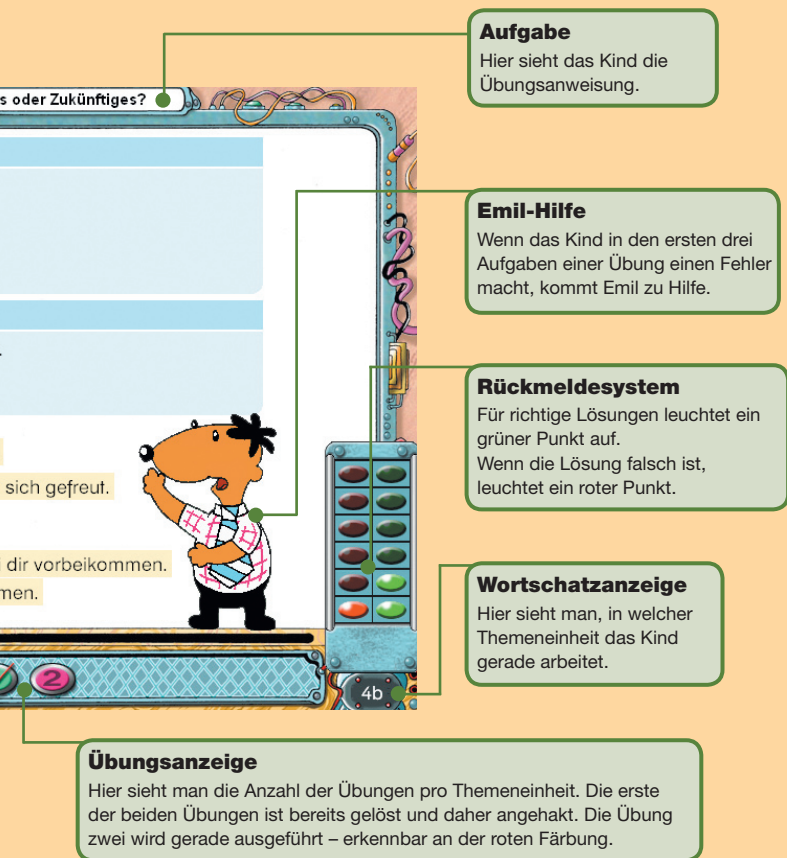 Aufgabe
Hier sieht das Kind die
Übungsanweisung.
s oder Zukünftiges?
Emil-Hilfe
Wenn das Kind in den ersten drei
Aufgaben einer Übung einen Fehler
macht, kommt Emil zu Hilfe.
Rückmeldesystem
Für richtige Lösungen leuchtet ein
grüner Punkt auf.
Wenn die Lösung falsch ist,
leuchtet ein roter Punkt.
sich gefreut.
dir vorbeikommen.
men.
Wortschatzanzeige
Hier sieht man, in welcher
Themeneinheit das Kind
gerade arbeitet.
2
4b
Übungsanzeige
Hier sieht man die Anzahl der Übungen pro Themeneinheit. Die erste
der beiden Übungen ist bereits gelöst und daher angehakt. Die Übung
zwei wird gerade ausgeführt – erkennbar an der roten Färbung.